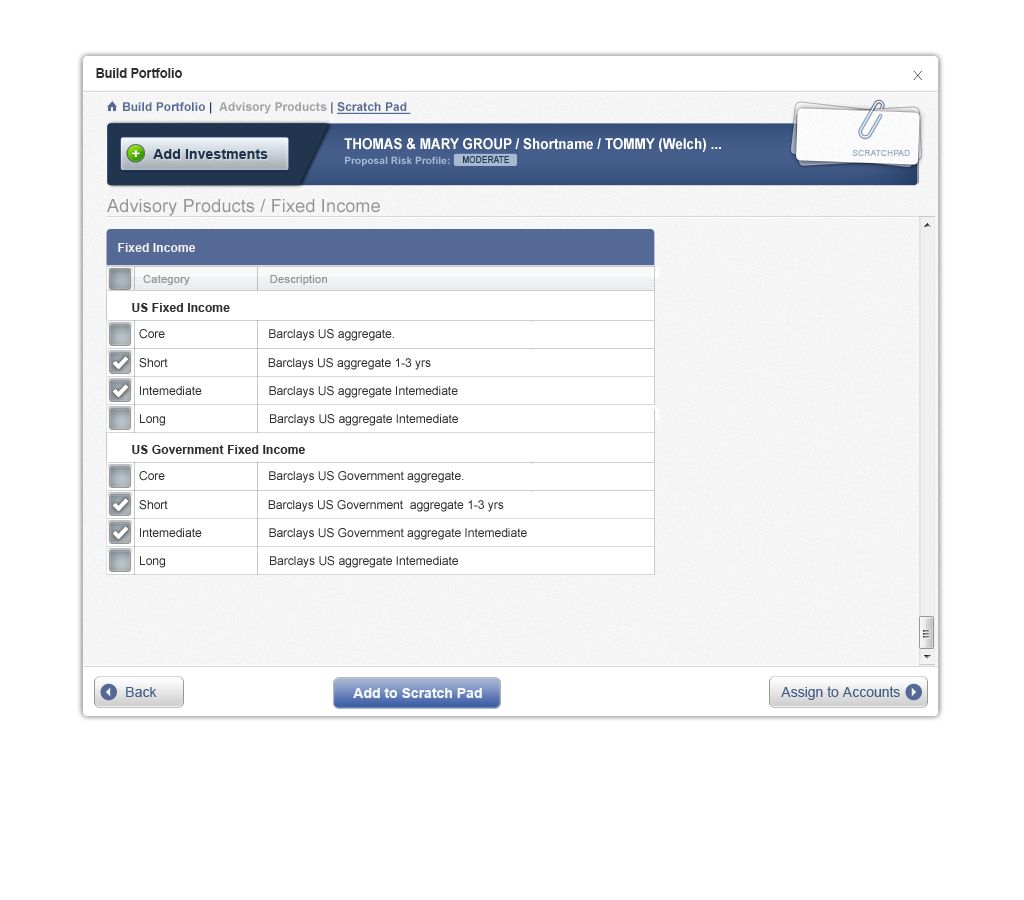 Build Portfolio
Build Portfolio | Advisory Products | Scratch Pad
Add Investments
THOMAS & MARY GROUP / Shortname / TOMMY (Welch) ...
Proposal Risk Profile: MODERATE
SCRATCHPAD
Advisory Products / Fixed Income
Fixed Income
Category Description
US Fixed Income
Core Barclays US aggregate.
Short Barclays US aggregate 1-3 yrs
Intemediate Barclays US aggregate Intemediate
Long Barclays US aggregate Intemediate
US Government Fixed Income
Core Barclays US Government aggregate.
Short Barclays US Government  aggregate 1-3 yrs
Intemediate Barclays US Government aggregate Intemediate
Long Barclays US aggregate Intemediate
Back Add to Scratch Pad Assign to Accounts